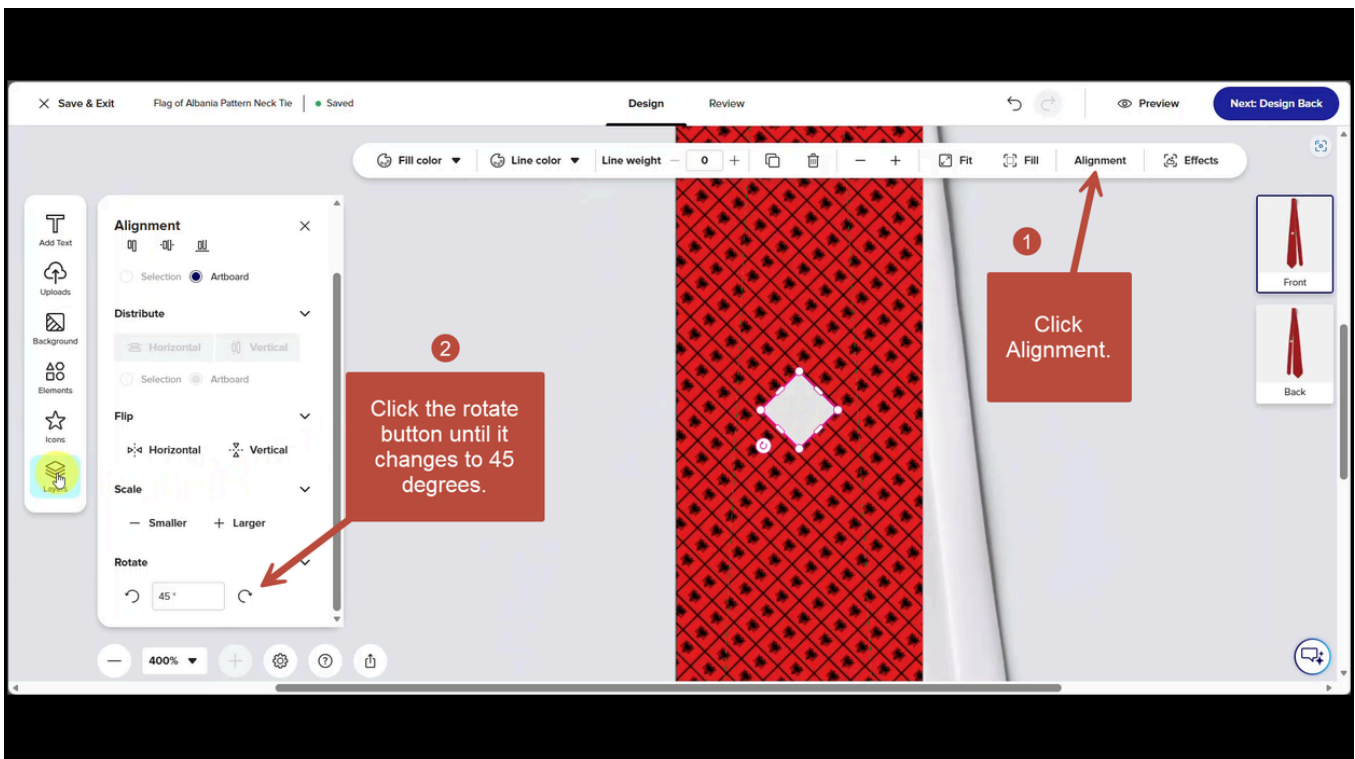 Save & Exit
Flag of Albania Pattern Neck Tie
Saved
Design
Review
Preview
Next: Design Back
Fill color
Line color
Line weight
0
Fit
Fill
Alignment
Effects
Add Text
Uploads
Background
Elements
Icons
Layers
Alignment
Selection
Artboard
Distribute
Horizontal
Vertical
Selection
Artboard
Flip
Horizontal
Vertical
Scale
Smaller
Larger
Rotate
45 °
2
Click the rotate
button until it
changes to 45
degrees.
1
Click
Alignment.
Front
Back
400%